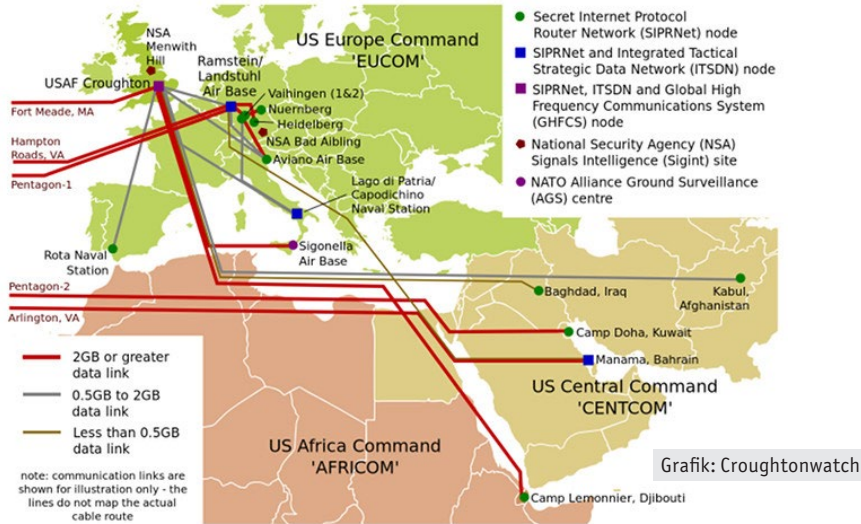 NSA
Menwith
Hill
USAF Croughton
Ramstein/
Landstuhl
Air Base
US Europe Command
'EUCOM'
Vaihingen (1&2)
Nuernberg
Heidelberg
NSA Bad Aibling
Aviano Air Base
Fort Meade, MA
Hampton
Roads, VA
Pentagon-1
Lago di Patria/
Capodichino
Naval Station
Rota Naval
Station
Sigonella
Air Base
Pentagon-2
Arlington, VA
Baghdad, Iraq
Kabul,
Afghanistan
Camp Doha, Kuwait
Manama, Bahrain
US Central Command
'CENTCOM'
US Africa Command
'AFRICOM'
Camp Lemonnier, Djibouti
Secret Internet Protocol
Router Network (SIPRNet) node
SIPRNet and Integrated Tactical
Strategic Data Network (ITSDN) node
SIPRNet, ITSDN and Global High
Frequency Communications System
(GHFCS) node
National Security Agency (NSA)
Signals Intelligence (Sigint) site
NATO Alliance Ground Surveillance
(AGS) centre
2GB or greater
data link
0.5GB to 2GB
data link
Less than 0.5GB
data link
note: communication links are
shown for illustration only - the
lines do not map the actual
cable route
Grafik: Croughtonwatch